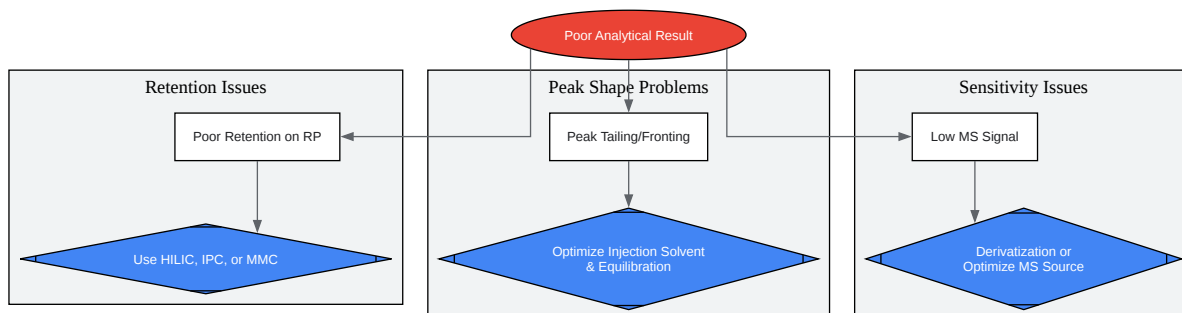 Poor Analytical Result
Retention Issues
Peak Shape Problems
Sensitivity Issues
Poor Retention on RP
Peak Tailing/Fronting
Low MS Signal
Use HILIC, IPC, or MMC
Optimize Injection Solvent
& Equilibration
Derivatization or
Optimize MS Source